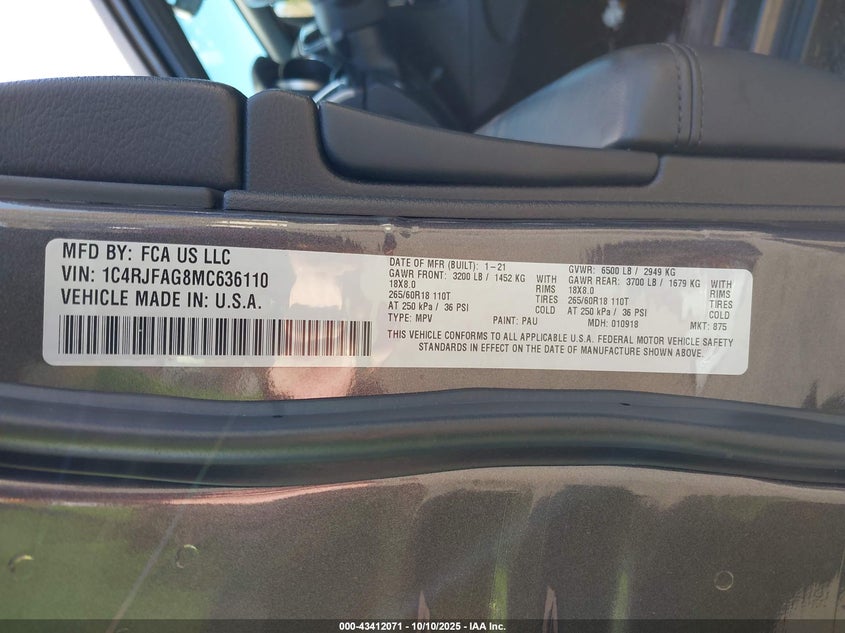 MFD BY: FCA US LLC
VIN: 1C4RJFAG8MC636110
VEHICLE MADE IN: U.S.A.
DATE OF MFR (BUILT): 1-21
GAWR FRONT: 3200 LB / 1452 KG WITH
18X8.0 RIMS
265/60R18 110T TIRES
AT 250 kPa / 36 PSI COLD
TYPE: MPV PAINT: PAU
GVWR: 6500 LB / 2949 KG
GAWR REAR: 3700 LB / 1679 KG WITH
18X8.0 RIMS
265/60R18 110T TIRES
AT 250 kPa / 36 PSI COLD
MDH: 010918 MKT: 875
THIS VEHICLE CONFORMS TO ALL APPLICABLE U.S.A. FEDERAL MOTOR VEHICLE SAFETY
STANDARDS IN EFFECT ON THE DATE OF MANUFACTURE SHOWN ABOVE.
000-43412071 - 10/10/2025 - IAA Inc.